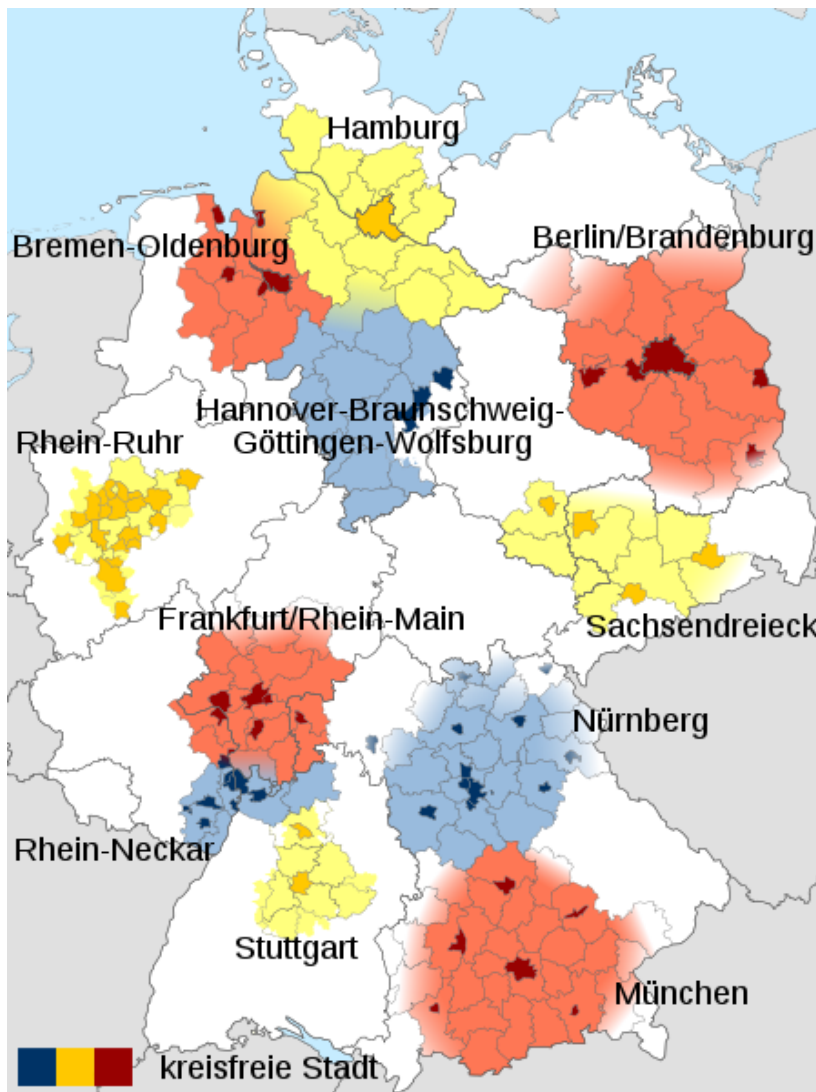 Hamburg
Bremen-Oldenburg
Berlin/Brandenburg
Hannover-Braunschweig-
Göttingen-Wolfsburg
Rhein-Ruhr
Frankfurt/Rhein-Main
Sachsendreieck
Nürnberg
Rhein-Neckar
Stuttgart
München
kreisfreie Stadt